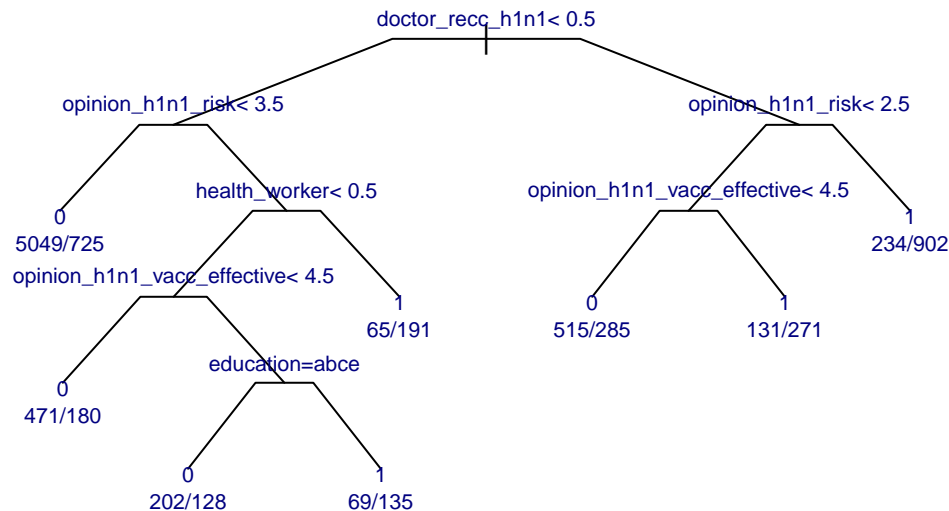 doctor_recc_h1n1< 0.5
opinion_h1n1_risk< 3.5
opinion_h1n1_risk< 2.5
health_worker< 0.5
opinion_h1n1_vacc_effective< 4.5
0
5049/725
1
234/902
opinion_h1n1_vacc_effective< 4.5
1
65/191
0
515/285
1
131/271
education=abce
0
471/180
0
202/128
1
69/135